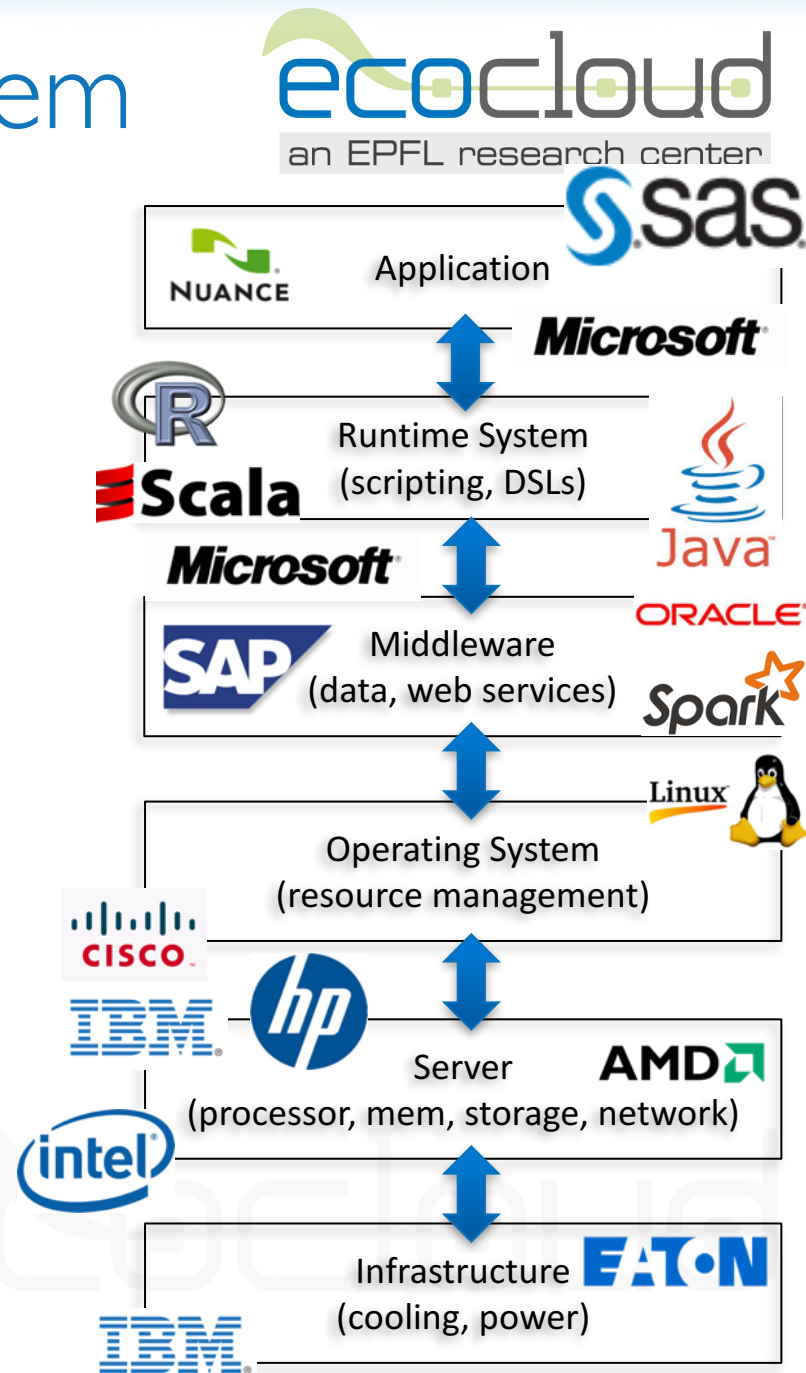 em
ecocloud
an EPFL research center
sas
NUANCE
Application
Microsoft
R
Runtime System
(scripting, DSLs)
Scala
Java
Microsoft
ORACLE
SAP
Middleware
(data, web services)
Spark
Linux
Operating System
(resource management)
CISCO
IBM
hp
Server
AMD
(processor, mem, storage, network)
intel
ecocloud
Infrastructure
EATON
(cooling, power)
IBM